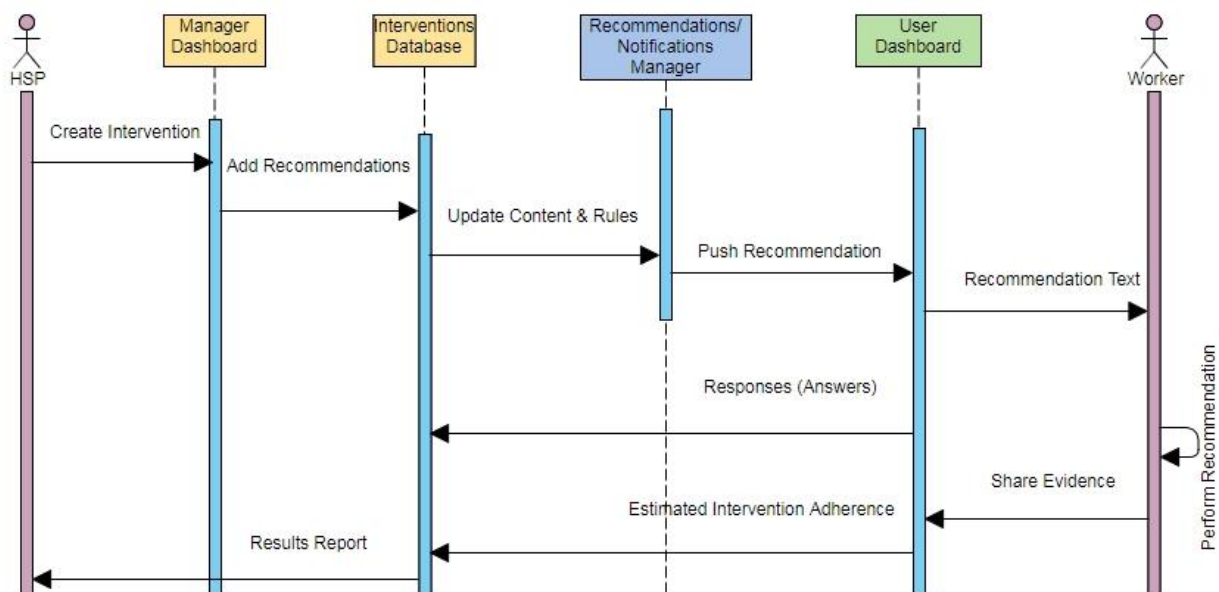 Manager
Dashboard
Interventions
Database
Recommendations/
Notifications
Manager
User
Dashboard
HSP
Worker
Create Intervention
Add Recommendations
Update Content & Rules
Push Recommendation
Recommendation Text
Responses (Answers)
Perform Recommendation
Share Evidence
Estimated Intervention Adherence
Results Report